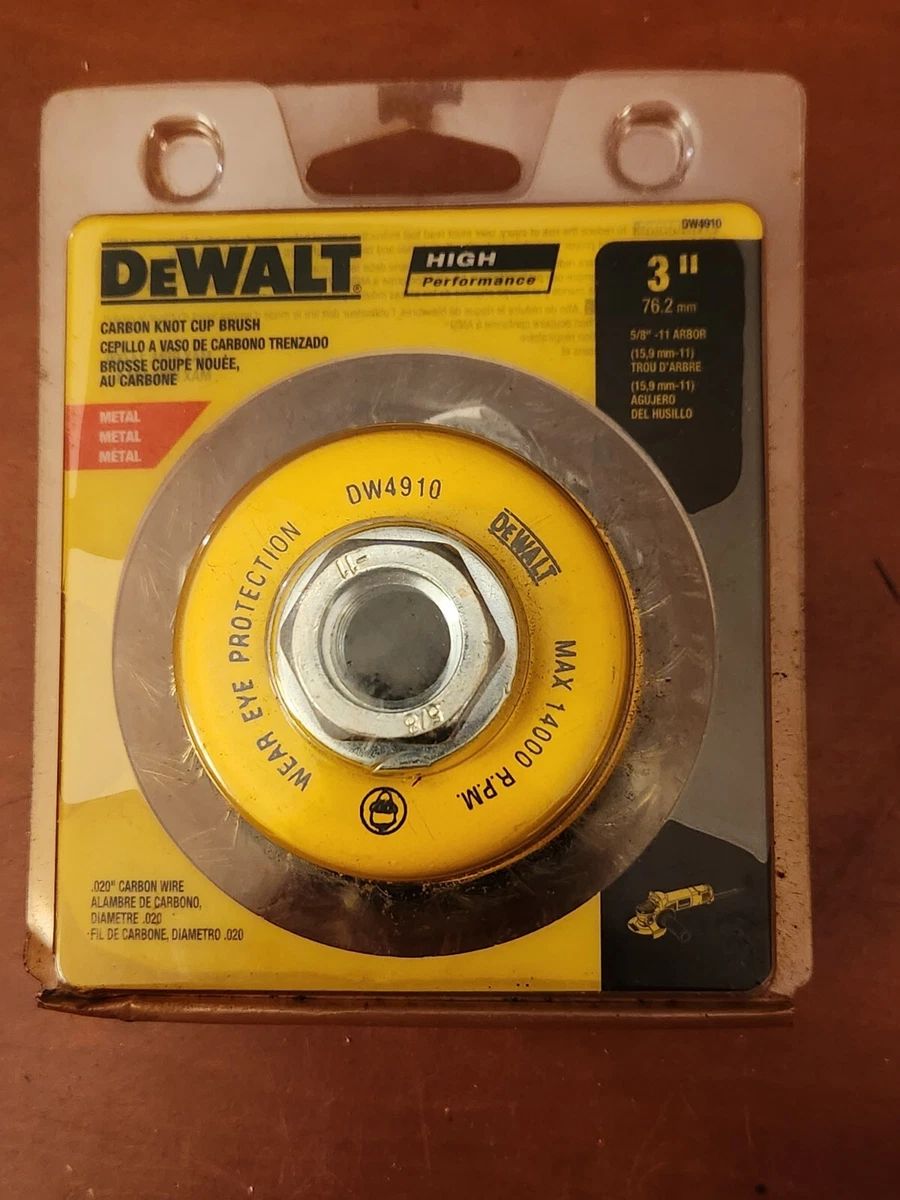 DW4910
DEWALT®
HIGH
Performance
3"
76.2 mm
5/8" -11 ARBOR
(15,9 mm-11)
TROU D'ARBRE
(15,9 mm-11)
AGUJERO
DEL HUSILLO
CARBON KNOT CUP BRUSH
CEPILLO A VASO DE CARBONO TRENZADO
BROSSE COUPE NOUÉE,
AU CARBONE
METAL
METAL
MÉTAL
DW4910
DEWALT
MAX 14000 R.P.M.
WEAR EYE PROTECTION
5/8
-11
.020" CARBON WIRE
ALAMBRE DE CARBONO,
DIAMETRE .020
FIL DE CARBONE, DIAMETRO .020